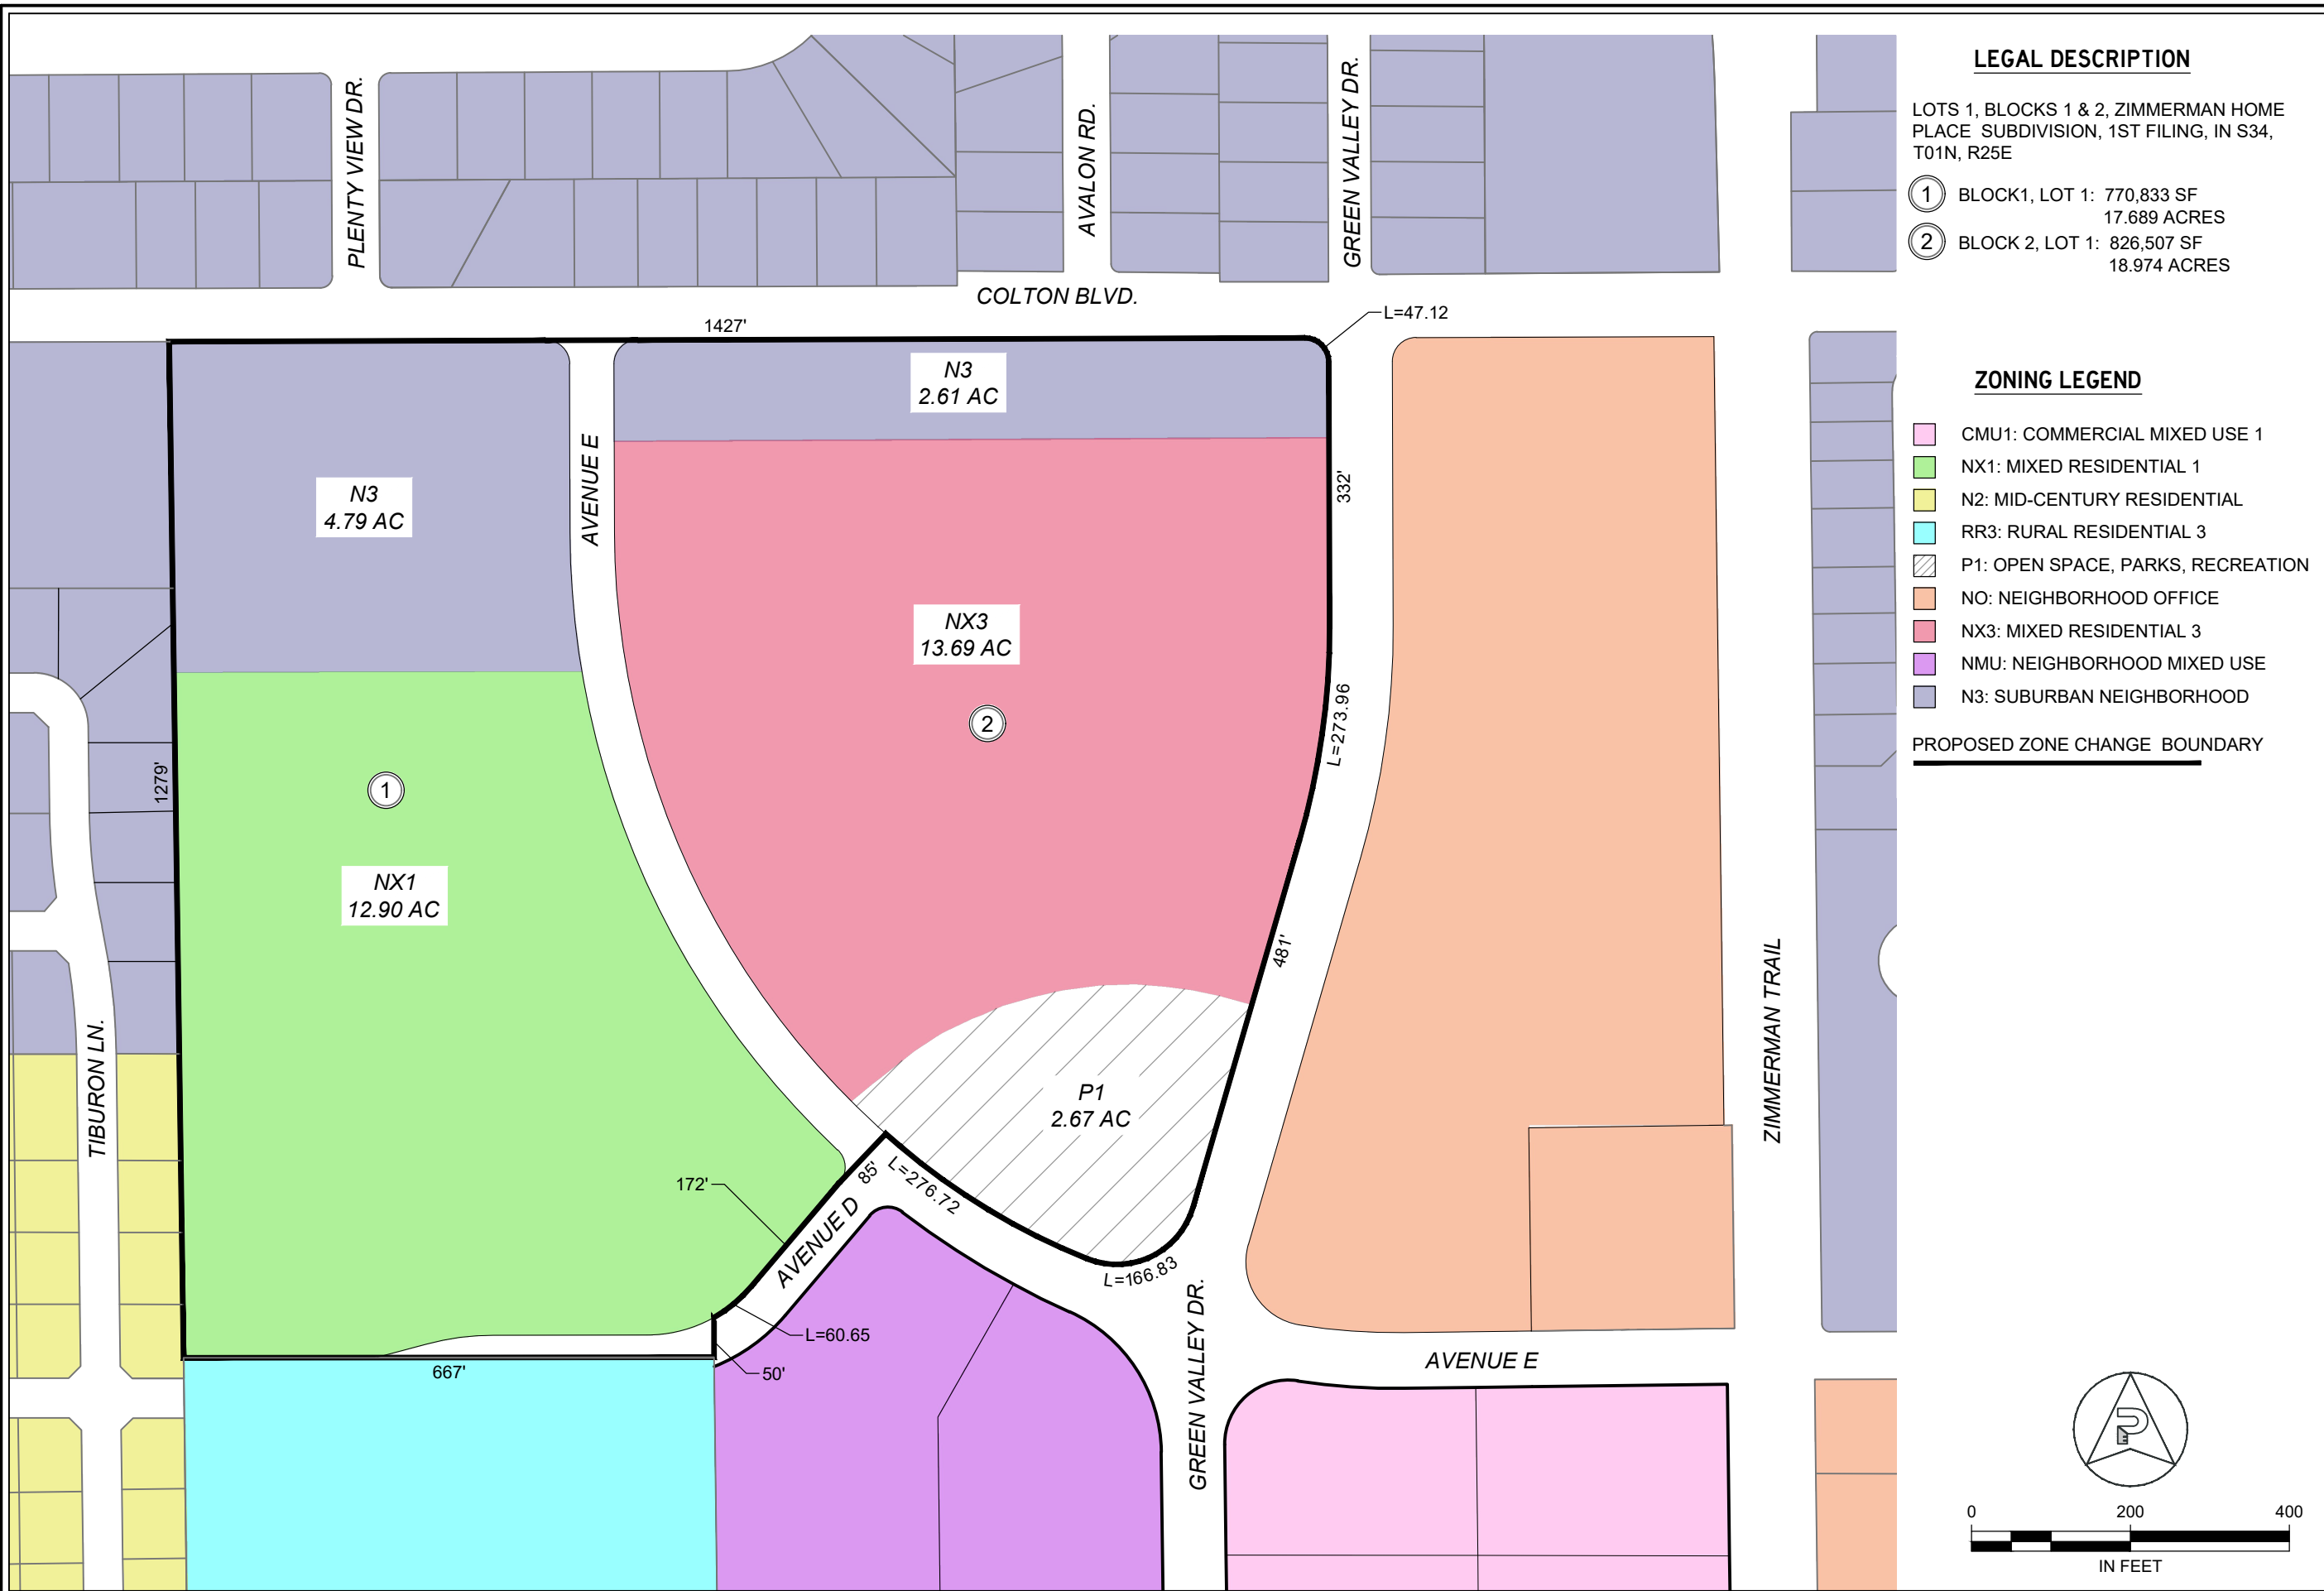 PLENTY VIEW DR.
AVALON RD.
GREEN VALLEY DR.
COLTON BLVD.
1427'
L=47.12
N3
2.61 AC
AVENUE E
332'
N3
4.79 AC
NX3
13.69 AC
2
L=273.96
1279'
1
NX1
12.90 AC
481'
ZIMMERMAN TRAIL
TIBURON LN.
P1
2.67 AC
172'
85'
L=276.72
AVENUE D
L=166.83
L=60.65
50'
667'
GREEN VALLEY DR.
AVENUE E
LEGAL DESCRIPTION
LOTS 1, BLOCKS 1 & 2, ZIMMERMAN HOME
PLACE SUBDIVISION, 1ST FILING, IN S34,
T01N, R25E
1 BLOCK1, LOT 1: 770,833 SF
17.689 ACRES
2 BLOCK 2, LOT 1: 826,507 SF
18.974 ACRES
ZONING LEGEND
CMU1: COMMERCIAL MIXED USE 1
NX1: MIXED RESIDENTIAL 1
N2: MID-CENTURY RESIDENTIAL
RR3: RURAL RESIDENTIAL 3
P1: OPEN SPACE, PARKS, RECREATION
NO: NEIGHBORHOOD OFFICE
NX3: MIXED RESIDENTIAL 3
NMU: NEIGHBORHOOD MIXED USE
N3: SUBURBAN NEIGHBORHOOD
PROPOSED ZONE CHANGE BOUNDARY
P
0 200 400
IN FEET